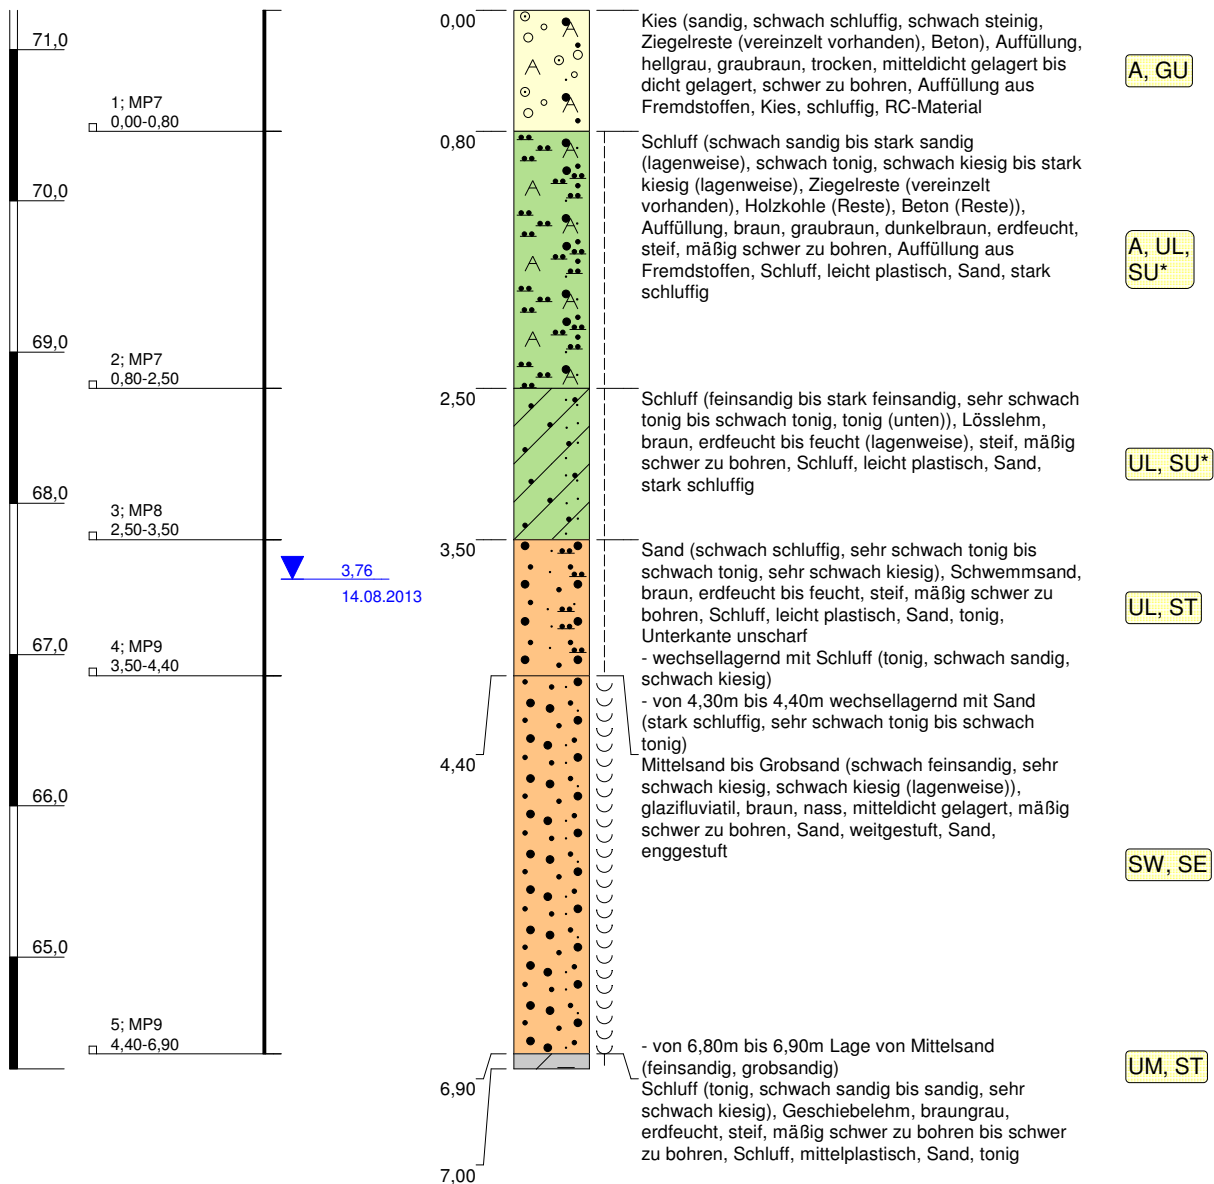 71,0
70,0
69,0
68,0
67,0
66,0
65,0
1; MP7
0,00-0,80
2; MP7
0,80-2,50
3; MP8
2,50-3,50
4; MP9
3,50-4,40
5; MP9
4,40-6,90
3,76
14.08.2013
0,00
Kies (sandig, schwach schluffig, schwach steinig,
Ziegelreste (vereinzelt vorhanden), Beton), Auffüllung,
hellgrau, graubraun, trocken, mitteldicht gelagert bis
dicht gelagert, schwer zu bohren, Auffüllung aus
Fremdstoffen, Kies, schluffig, RC-Material
A, GU
0,80
Schluff (schwach sandig bis stark sandig
(lagenweise), schwach tonig, schwach kiesig bis stark
kiesig (lagenweise), Ziegelreste (vereinzelt
vorhanden), Holzkohle (Reste), Beton (Reste)),
Auffüllung, braun, graubraun, dunkelbraun, erdfeucht,
steif, mäßig schwer zu bohren, Auffüllung aus
Fremdstoffen, Schluff, leicht plastisch, Sand, stark
schluffig
A, UL,
SU*
2,50
Schluff (feinsandig bis stark feinsandig, sehr schwach
tonig bis schwach tonig, tonig (unten)), Lösslehm,
braun, erdfeucht bis feucht (lagenweise), steif, mäßig
schwer zu bohren, Schluff, leicht plastisch, Sand,
stark schluffig
UL, SU*
3,50
Sand (schwach schluffig, sehr schwach tonig bis
schwach tonig, sehr schwach kiesig), Schwemmsand,
braun, erdfeucht bis feucht, steif, mäßig schwer zu
bohren, Schluff, leicht plastisch, Sand, tonig,
Unterkante unscharf
- wechsellagernd mit Schluff (tonig, schwach sandig,
schwach kiesig)
- von 4,30m bis 4,40m wechsellagernd mit Sand
(stark schluffig, sehr schwach tonig bis schwach
tonig)
UL, ST
4,40
Mittelsand bis Grobsand (schwach feinsandig, sehr
schwach kiesig, schwach kiesig (lagenweise)),
glazifluviatil, braun, nass, mitteldicht gelagert, mäßig
schwer zu bohren, Sand, weitgestuft, Sand,
enggestuft
SW, SE
- von 6,80m bis 6,90m Lage von Mittelsand
(feinsandig, grobsandig)
6,90
Schluff (tonig, schwach sandig bis sandig, sehr
schwach kiesig), Geschiebelehm, braungrau,
erdfeucht, steif, mäßig schwer zu bohren bis schwer
zu bohren, Schluff, mittelplastisch, Sand, tonig
UM, ST
7,00